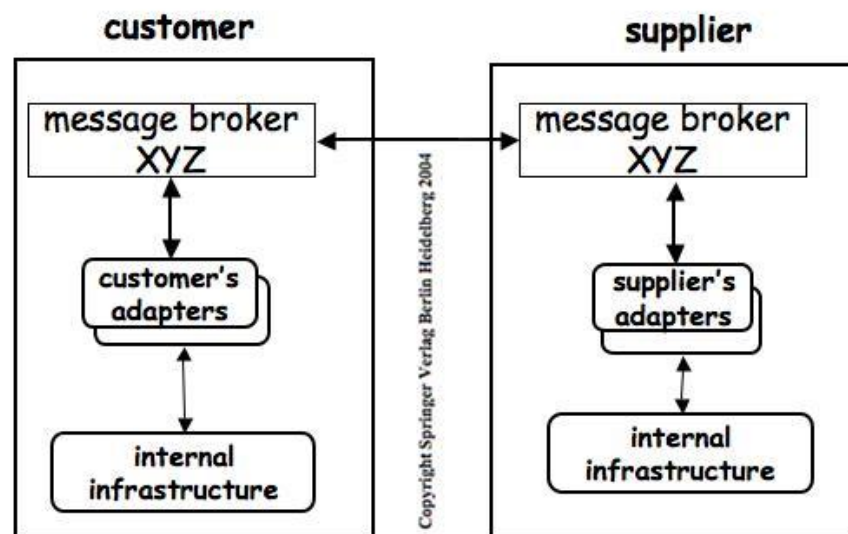 customer
message broker
XYZ
customer's
adapters
internal
infrastructure
Copyright Springer Verlag Berlin Heidelberg 2004
supplier
message broker
XYZ
supplier's
adapters
internal
infrastructure